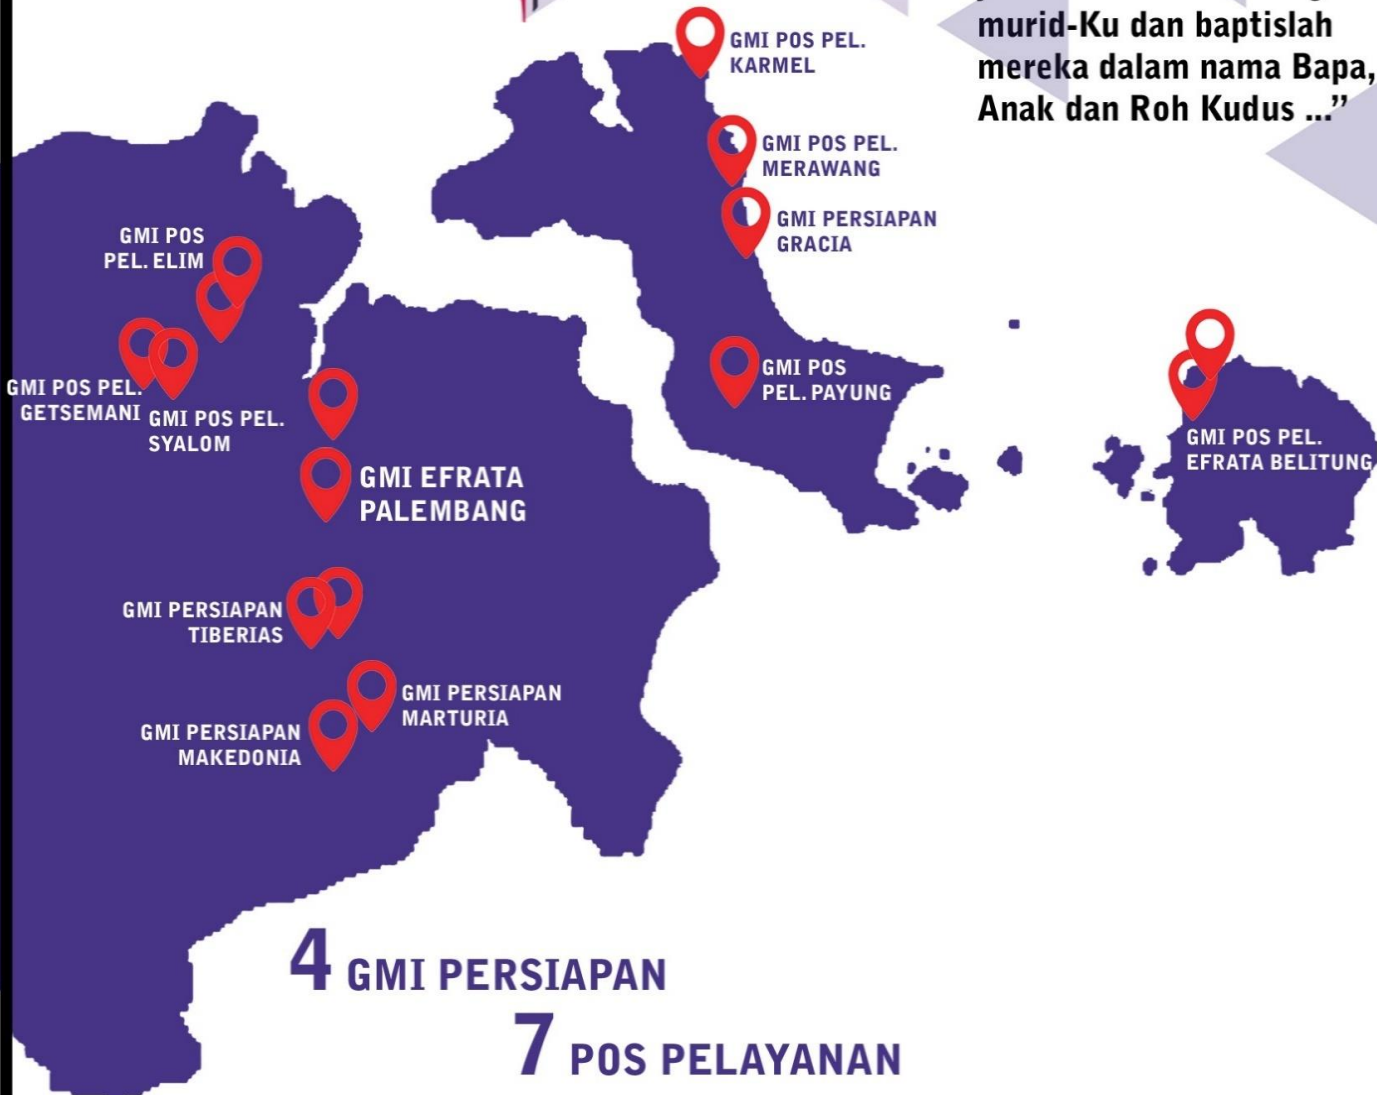 murid-Ku dan baptislah
mereka dalam nama Bapa,
Anak dan Roh Kudus ...”
GMI POS PEL.
KARMEL
GMI POS PEL.
MERAWANG
GMI PERSIAPAN
GRACIA
GMI POS
PEL. ELIM
GMI POS PEL.
GETSEMANI
GMI POS PEL.
SYALOM
GMI POS
PEL. PAYUNG
GMI POS PEL.
EFRATA BELITUNG
GMI EFRATA
PALEMBANG
GMI PERSIAPAN
TIBERIAS
GMI PERSIAPAN
MARTURIA
GMI PERSIAPAN
MAKEDONIA
4 GMI PERSIAPAN
7 POS PELAYANAN